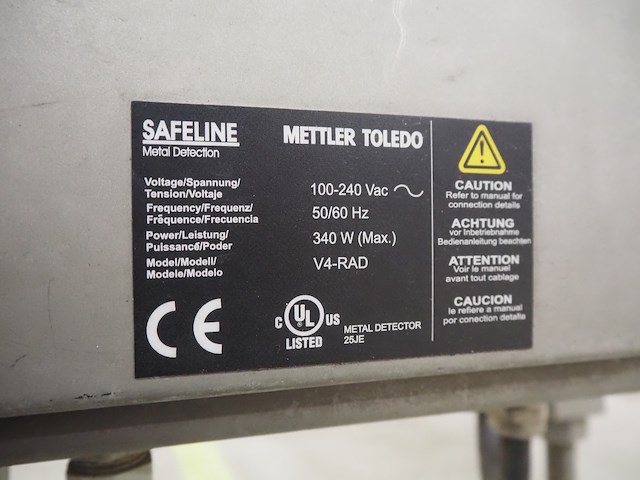 SAFELINE METTLER TOLEDO
Metal Detection
Voltage/Spannung/
Tension/Voltaje 100-240 Vac
Frequency/Frequenz/
Fréquence/Frecuencia 50/60 Hz
Power/Leistung/
Puissance/Poder 340 W (Max.)
Model/Modell/
Modele/Modelo V4-RAD
CE
C UL US
LISTED
METAL DETECTOR
25JE
CAUTION
Refer to manual for
connection details
ACHTUNG
vor Inbetriebnahme
Bedienanleitung beachten
ATTENTION
Voir le manuel
avant tout cablage
CAUCION
le refiere a manual
por conection detalla